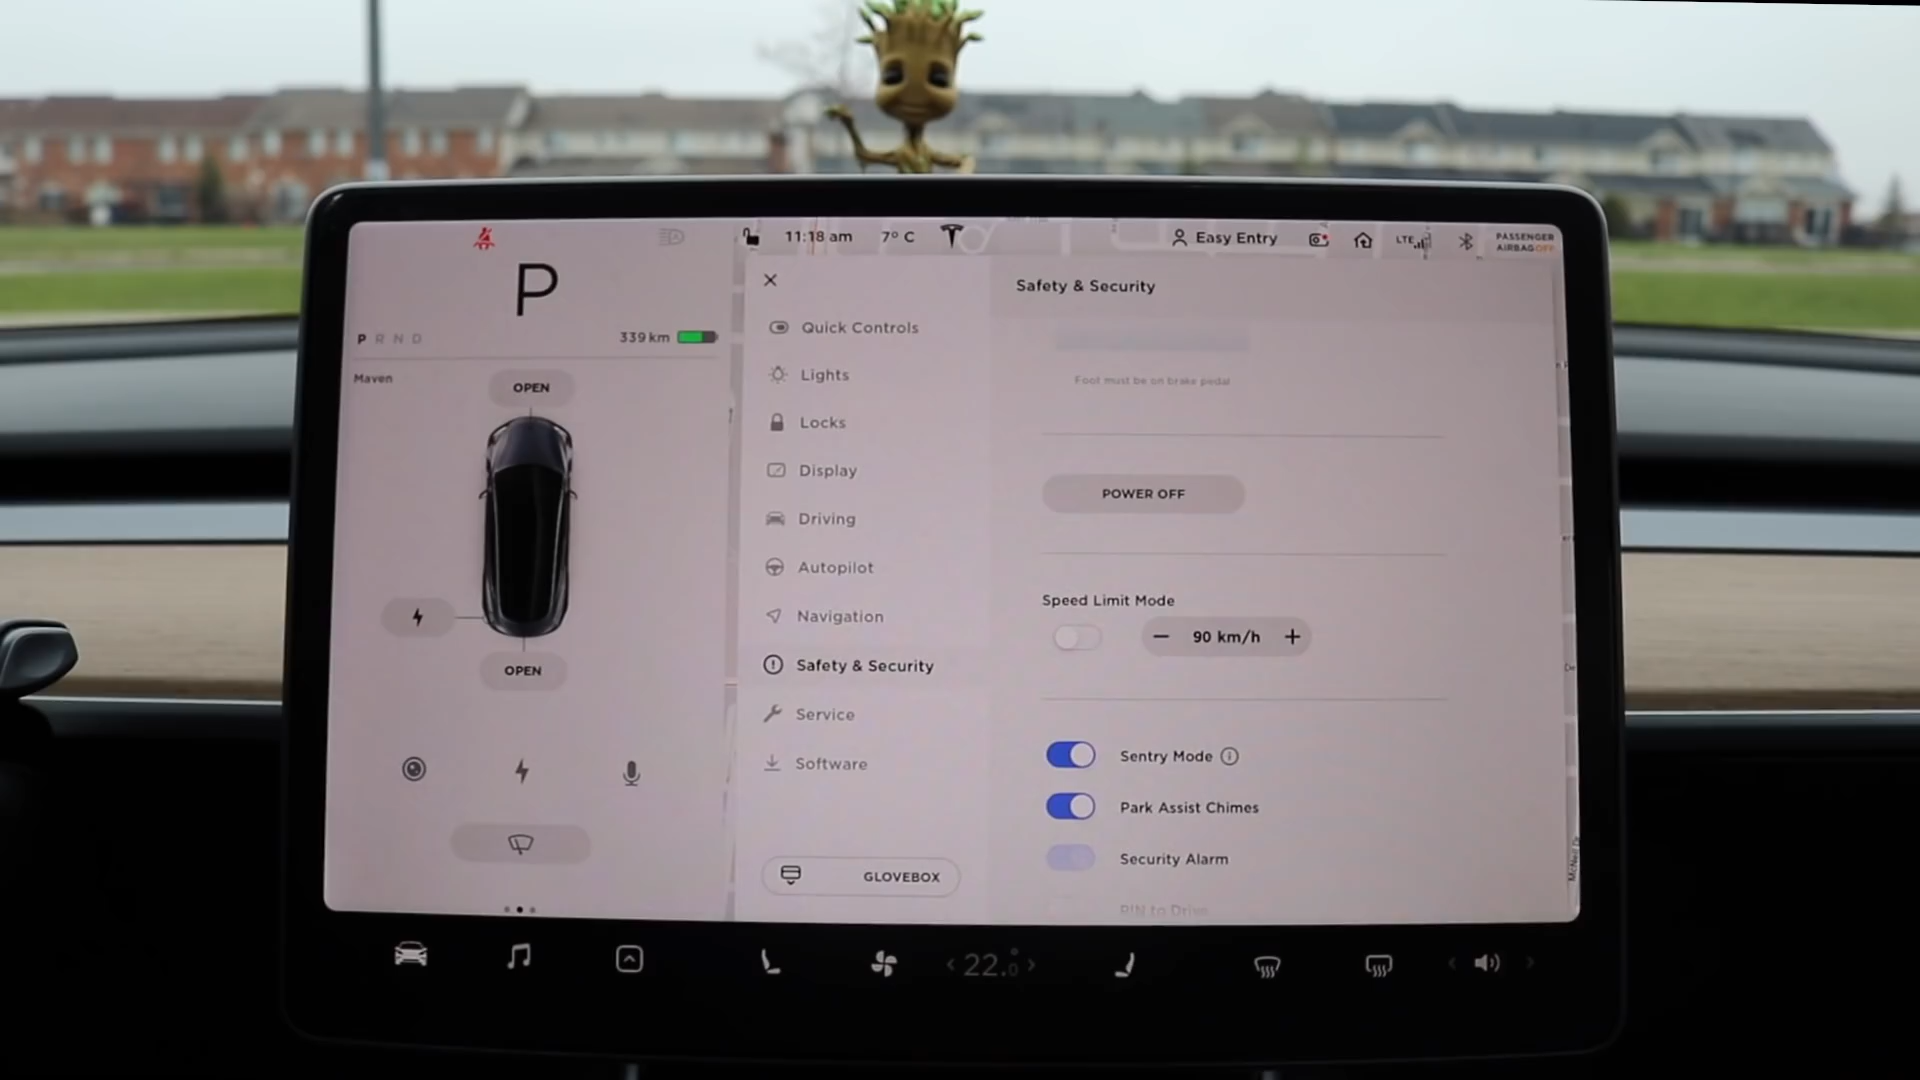 11:18 am
7° C
Easy Entry
LTE
PASSENGER
AIRBAG OFF
P
P R N D
339 km
Maven
OPEN
OPEN
Quick Controls
Lights
Locks
Display
Driving
Autopilot
Navigation
Safety & Security
Service
Software
GLOVEBOX
Safety & Security
Foot must be on brake pedal
POWER OFF
Speed Limit Mode
− 90 km/h +
Sentry Mode
Park Assist Chimes
Security Alarm
PIN to Drive
McNeil Dr
22.0